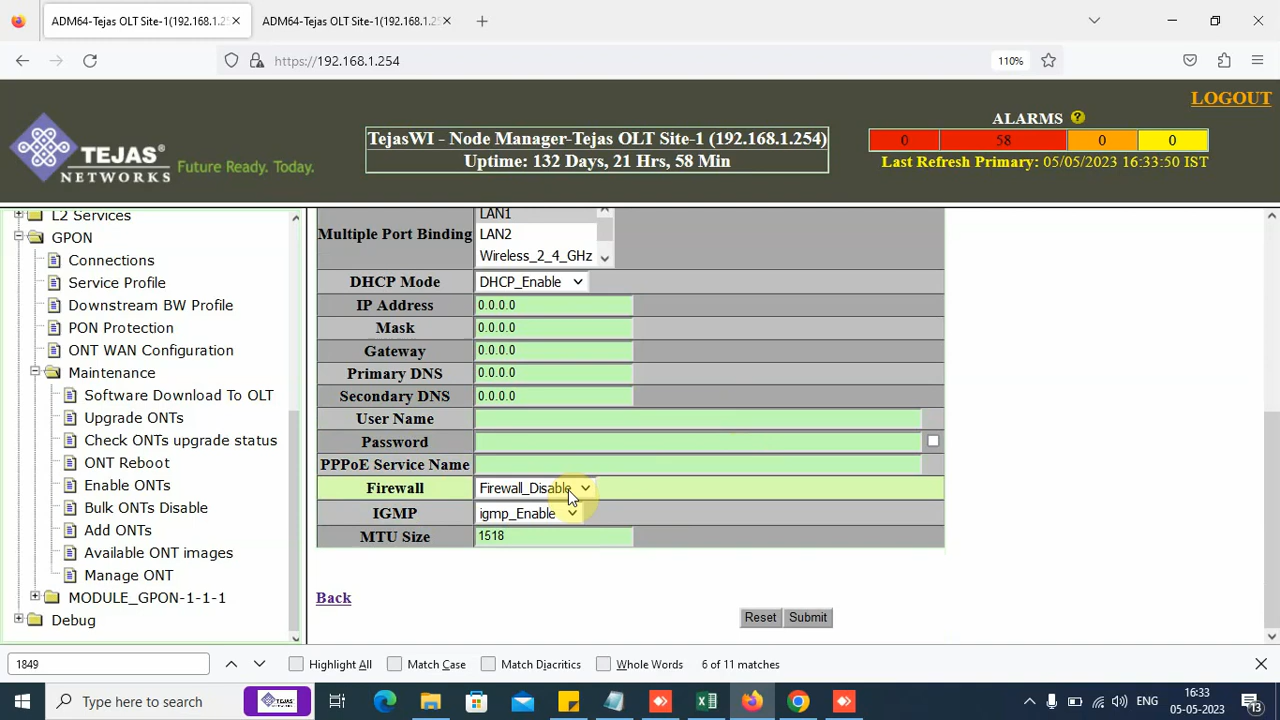 ADM64-Tejas OLT Site-1(192.168.1.25
ADM64-Tejas OLT Site-1(192.168.1.2
https://192.168.1.254
110%
LOGOUT
TEJAS
NETWORKS
Future Ready. Today.
TejasWI - Node Manager-Tejas OLT Site-1 (192.168.1.254)
Uptime: 132 Days, 21 Hrs, 58 Min
ALARMS ?
0 58 0 0
Last Refresh Primary: 05/05/2023 16:33:50 IST
L2 Services
GPON
Connections
Service Profile
Downstream BW Profile
PON Protection
ONT WAN Configuration
Maintenance
Software Download To OLT
Upgrade ONTs
Check ONTs upgrade status
ONT Reboot
Enable ONTs
Bulk ONTs Disable
Add ONTs
Available ONT images
Manage ONT
MODULE_GPON-1-1-1
Debug
Multiple Port Binding
LAN1
LAN2
Wireless_2_4_GHz
DHCP Mode DHCP_Enable
IP Address 0.0.0.0
Mask 0.0.0.0
Gateway 0.0.0.0
Primary DNS 0.0.0.0
Secondary DNS 0.0.0.0
User Name
Password
PPPoE Service Name
Firewall Firewall_Disable
IGMP igmp_Enable
MTU Size 1518
Back
Reset Submit
1849
Highlight All Match Case Match Diacritics Whole Words 6 of 11 matches
Type here to search
TEJAS
ENG
16:33
05-05-2023
13